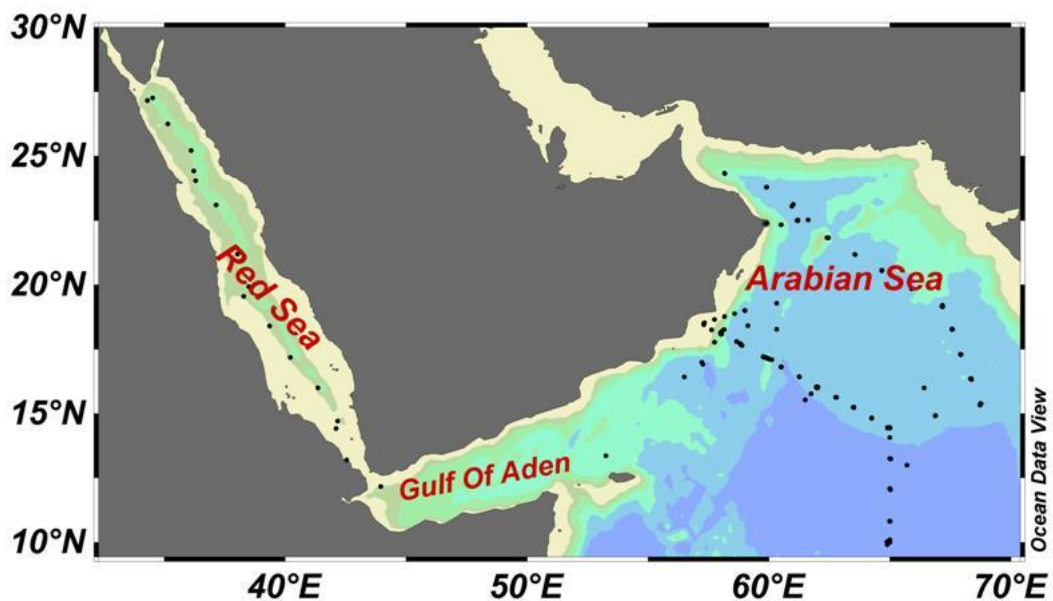 30°N
25°N
20°N
15°N
10°N
Red Sea
Arabian Sea
Gulf Of Aden
40°E
50°E
60°E
70°E
Ocean Data View